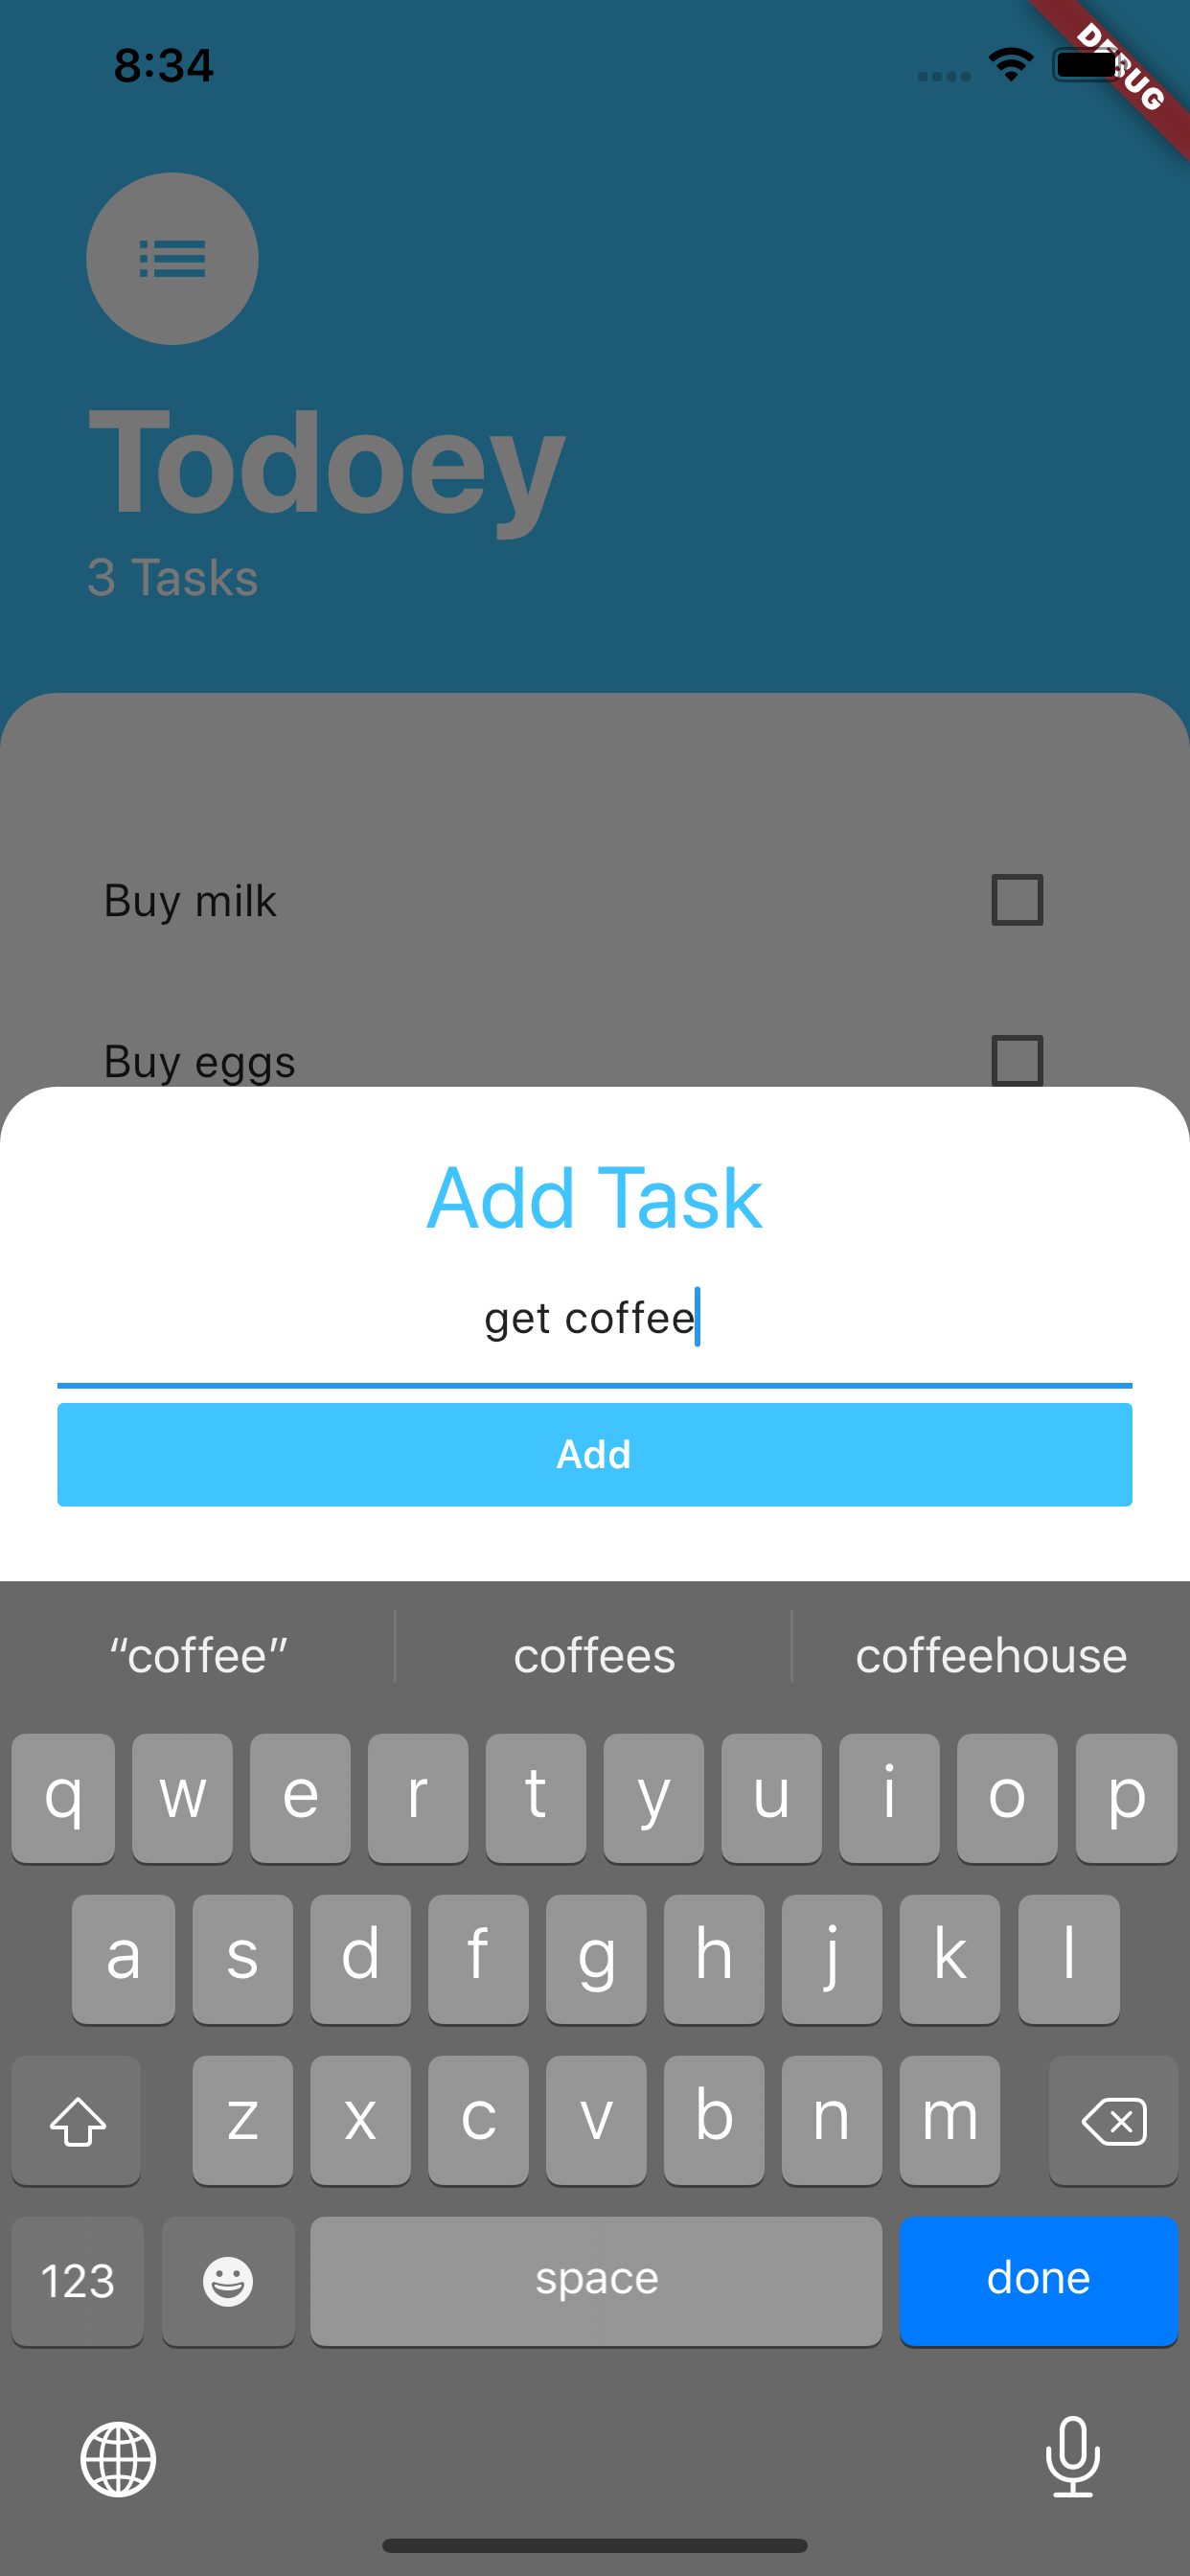 8:34
DEBUG
Todoey
3 Tasks
Buy milk
Buy eggs
Add Task
get coffee
Add
“coffee” coffees coffeehouse
q w e r t y u i o p
a s d f g h j k l
z x c v b n m
123 space done